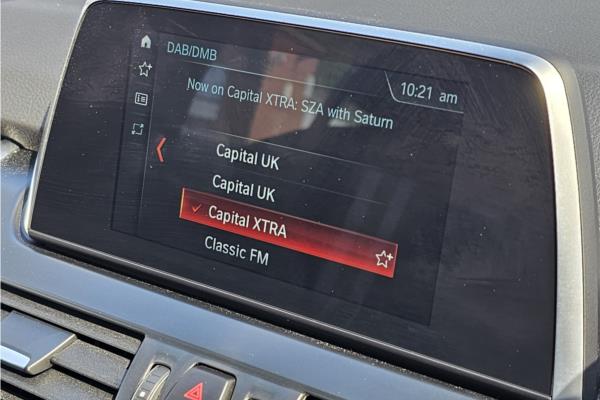 DAB/DMB
10:21 am
Now on Capital XTRA: SZA with Saturn
Capital UK
Capital UK
Capital XTRA
Classic FM